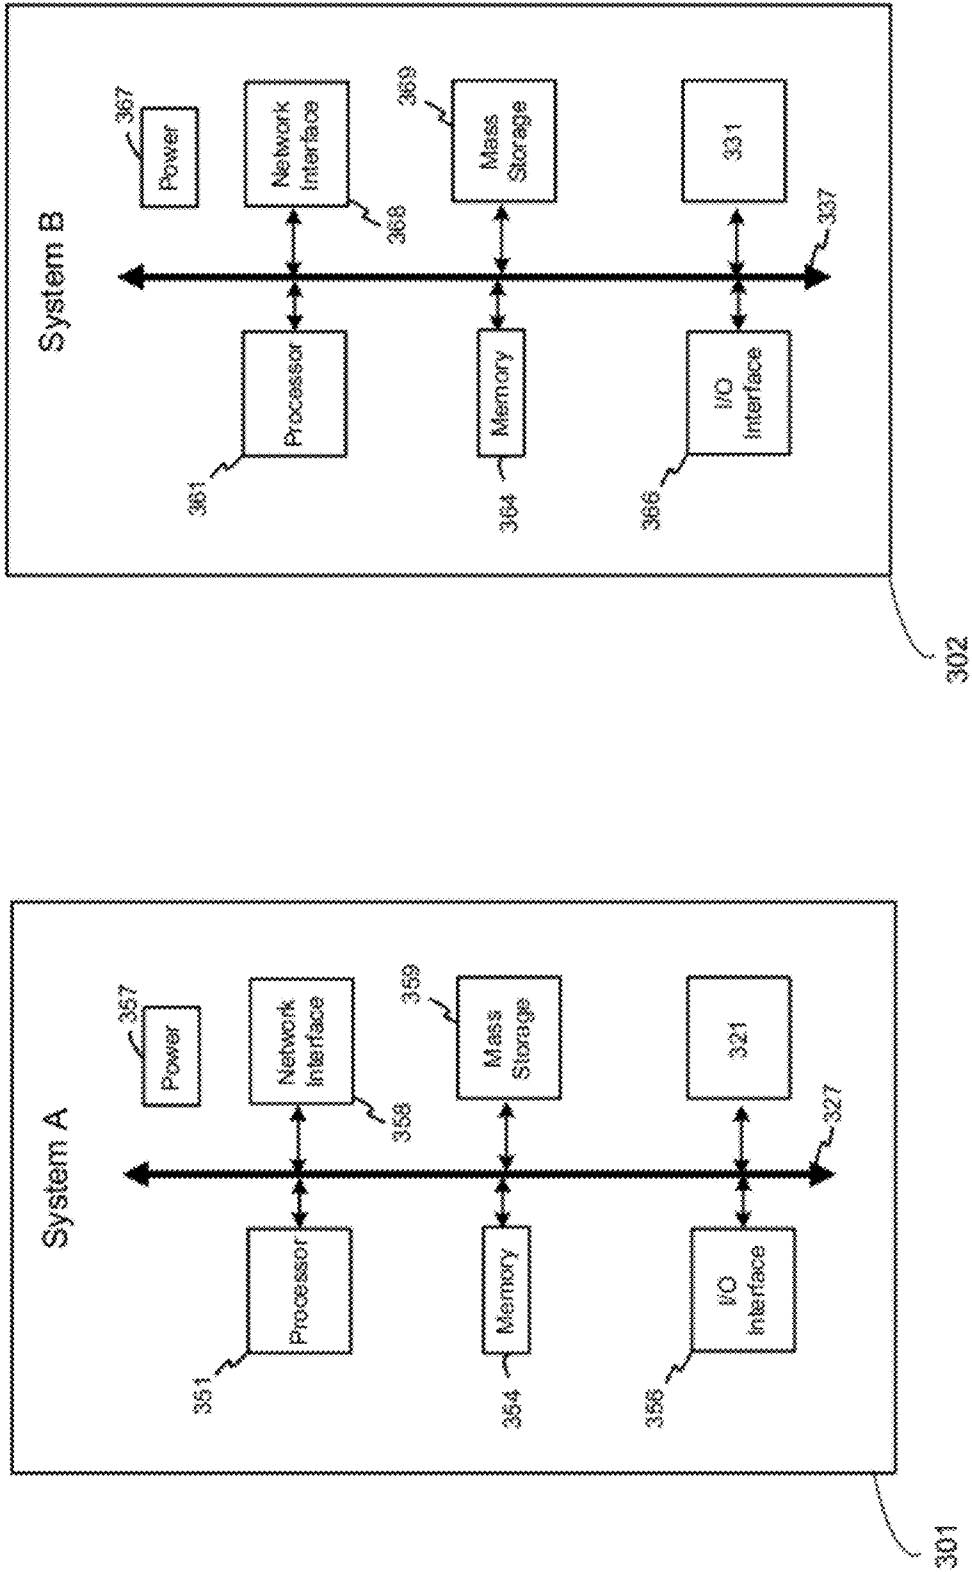 System A
357
Power
351
Processor
Network
Interface
358
354
Memory
359
Mass
Storage
356
I/O
Interface
321
327
301
System B
367
Power
361
Processor
Network
Interface
368
364
Memory
369
Mass
Storage
366
I/O
Interface
331
337
302